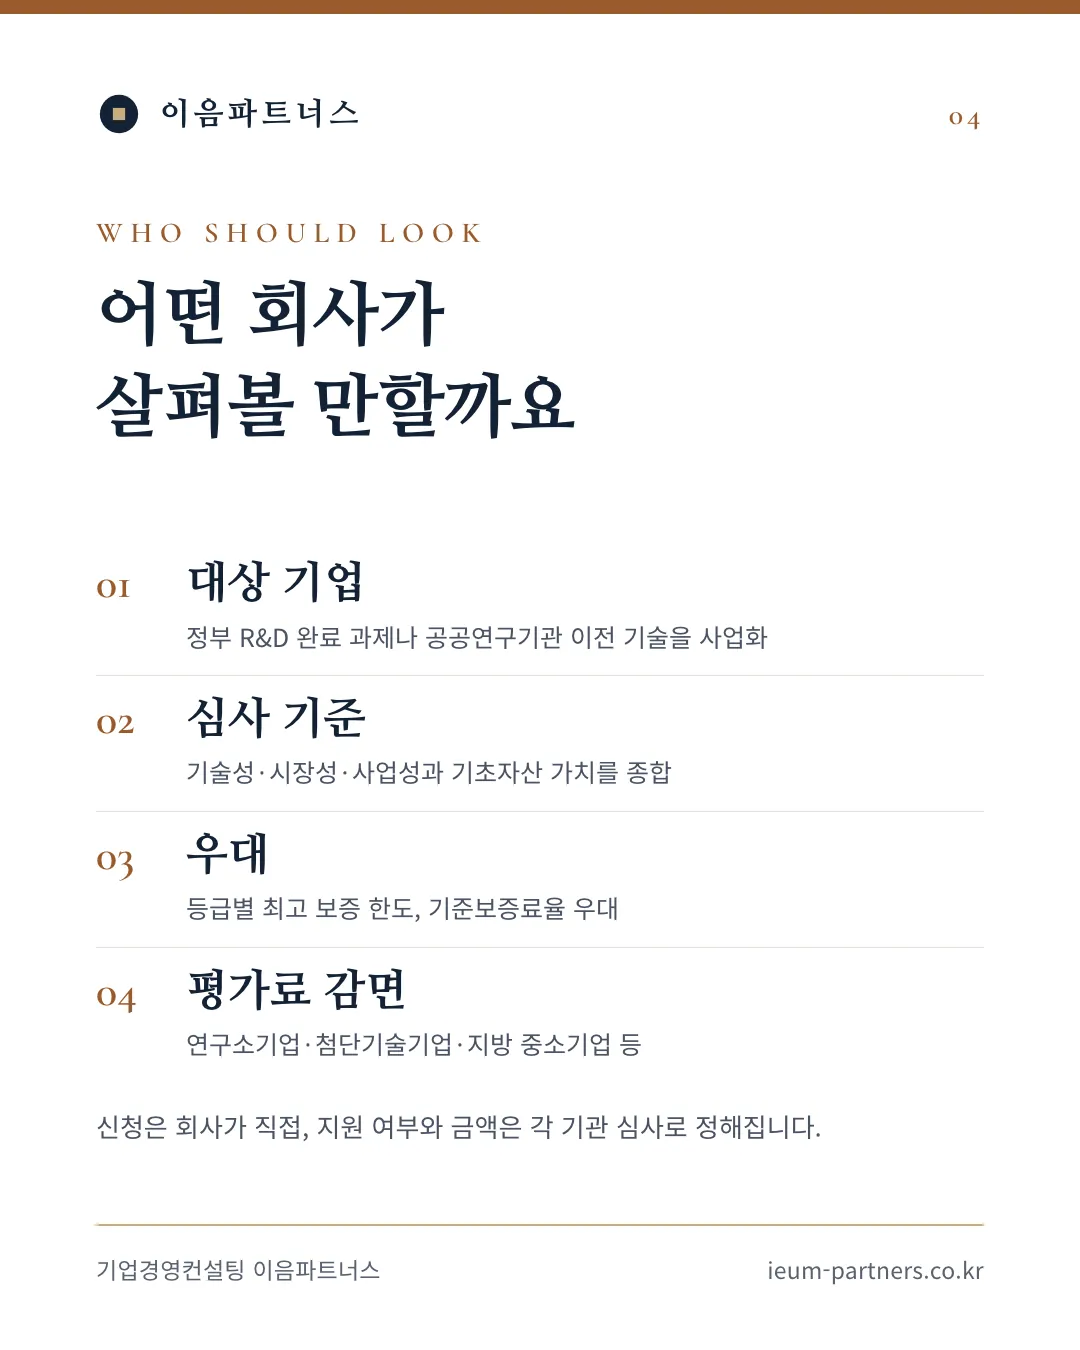 이음파트너스
04
WHO SHOULD LOOK
어떤 회사가
살펴볼 만할까요
01 대상 기업
정부 R&D 완료 과제나 공공연구기관 이전 기술을 사업화
02 심사 기준
기술성·시장성·사업성과 기초자산 가치를 종합
03 우대
등급별 최고 보증 한도, 기준보증료율 우대
04 평가료 감면
연구소기업·첨단기술기업·지방 중소기업 등
신청은 회사가 직접, 지원 여부와 금액은 각 기관 심사로 정해집니다.
기업경영컨설팅 이음파트너스
ieum-partners.co.kr